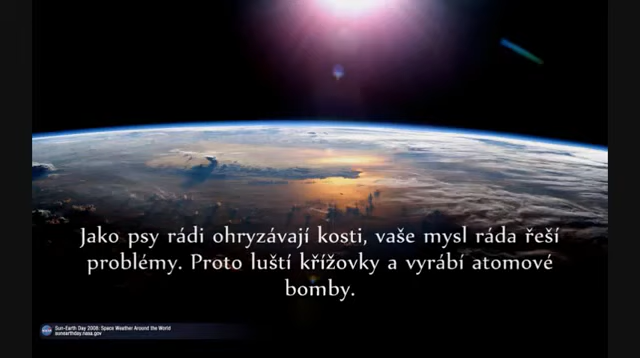 Jako psy rádi ohryzávají kosti, vaše mysl ráda řeší
problémy. Proto luští křížovky a vyrábí atomové
bomby.
Sun-Earth Day 2008: Space Weather Around the World
sunearthday.nasa.gov